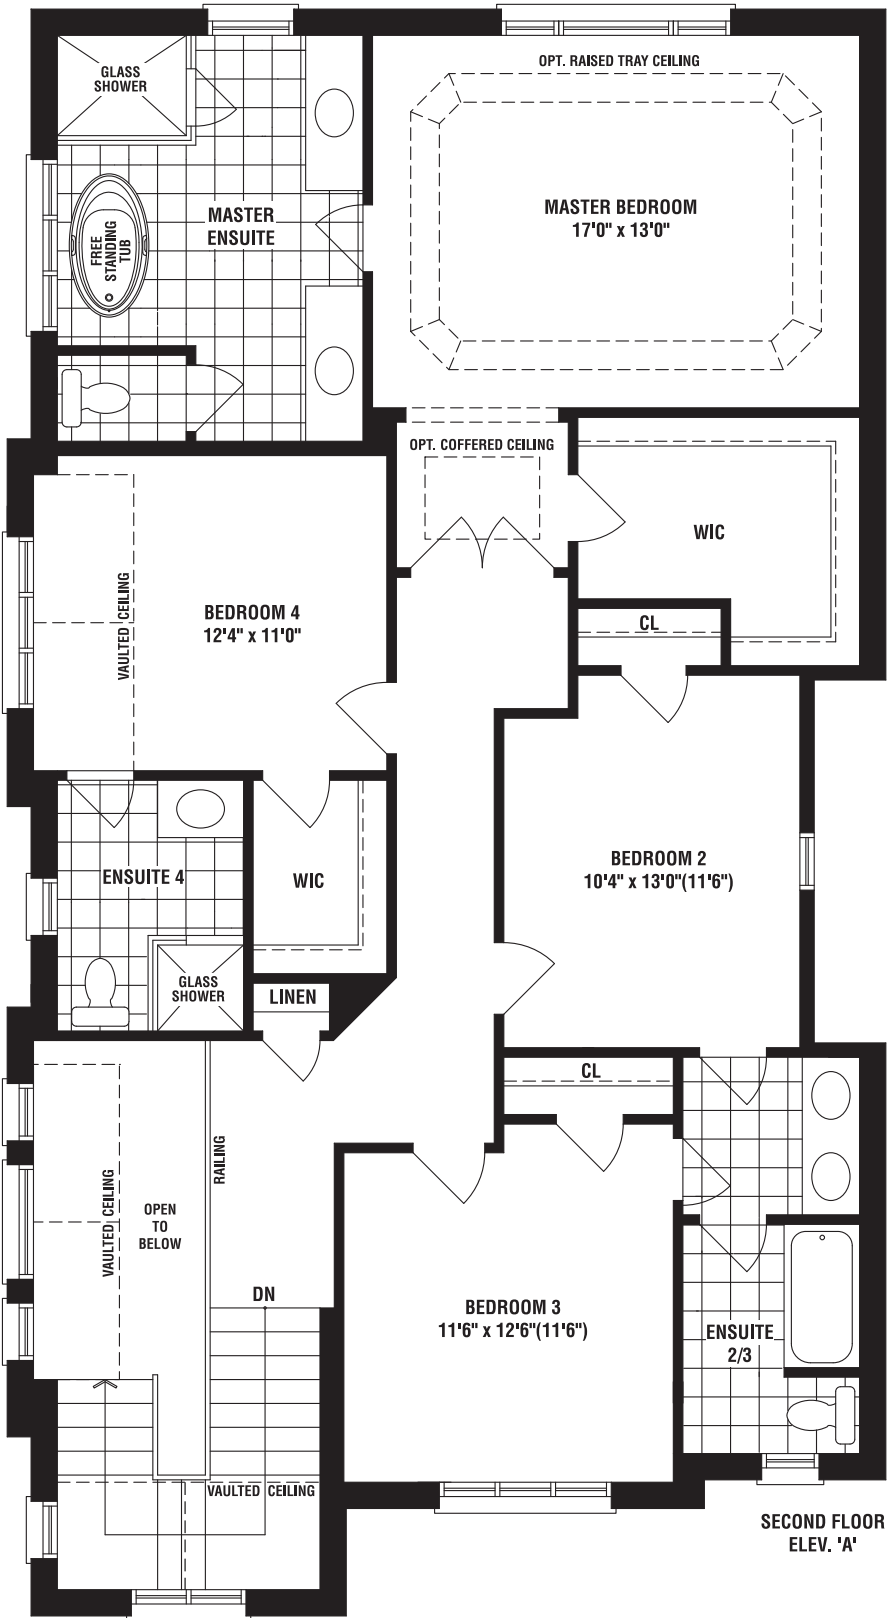 GLASS
SHOWER
OPT. RAISED TRAY CEILING
MASTER
ENSUITE
FREE
STANDING
TUB
MASTER BEDROOM
17'0" x 13'0"
OPT. COFFERED CEILING
WIC
VAULTED CEILING
BEDROOM 4
12'4" x 11'0"
CL
ENSUITE 4
WIC
BEDROOM 2
10'4" x 13'0"(11'6")
GLASS
SHOWER
LINEN
CL
RAILING
VAULTED CEILING
OPEN
TO
BELOW
DN
BEDROOM 3
11'6" x 12'6"(11'6")
ENSUITE
2/3
VAULTED CEILING
SECOND FLOOR
ELEV. 'A'